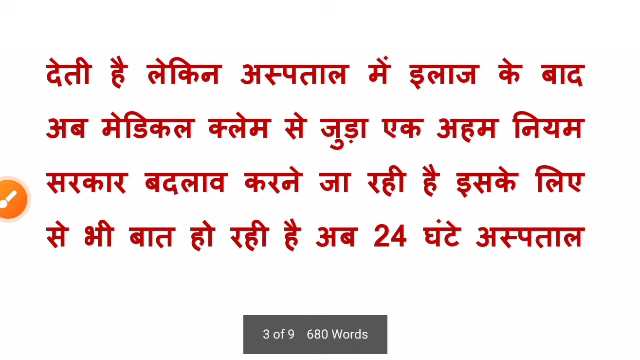 देती है लेकिन अस्पताल में इलाज के बाद
अब मेडिकल क्लेम से जुड़ा एक अहम नियम
सरकार बदलाव करने जा रही है इसके लिए
से भी बात हो रही है अब 24 घंटे अस्पताल
3 of 9 680 Words